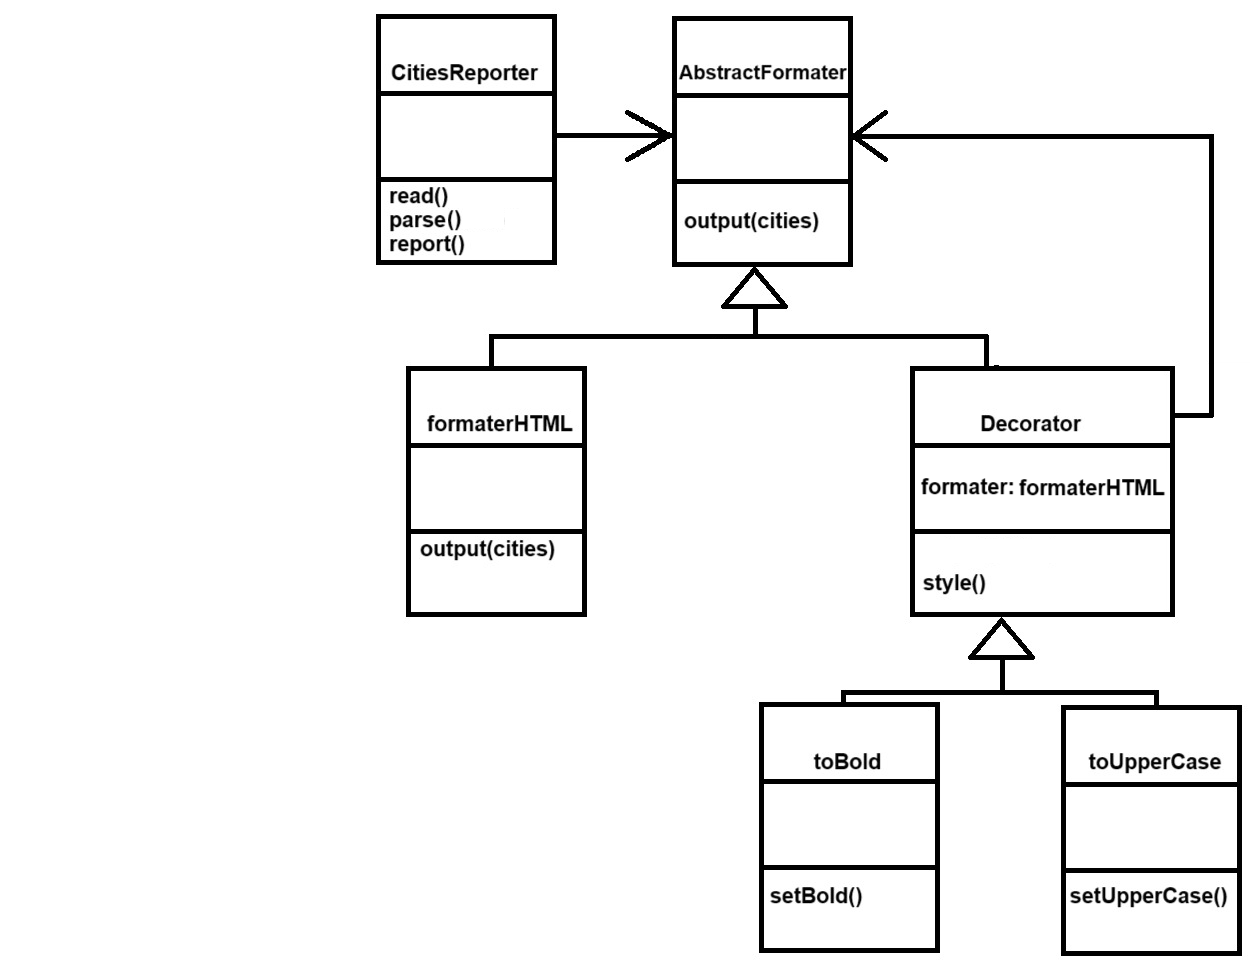 CitiesReporter
read()
parse()
report()
AbstractFormater
output(cities)
formaterHTML
output(cities)
Decorator
formater: formaterHTML
style()
toBold
setBold()
toUpperCase
setUpperCase()